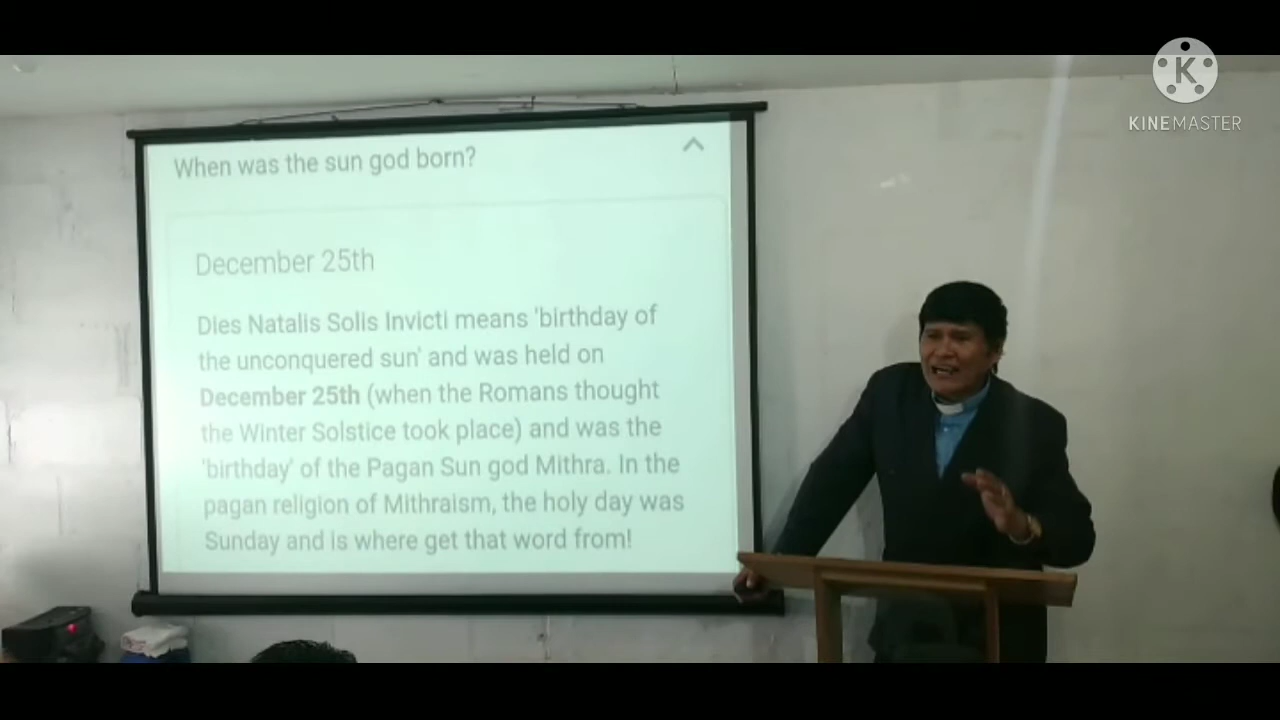 When was the sun god born?
December 25th
Dies Natalis Solis Invicti means 'birthday of
the unconquered sun' and was held on
December 25th (when the Romans thought
the Winter Solstice took place) and was the
'birthday' of the Pagan Sun god Mithra. In the
pagan religion of Mithraism, the holy day was
Sunday and is where get that word from!
K
KINEMASTER